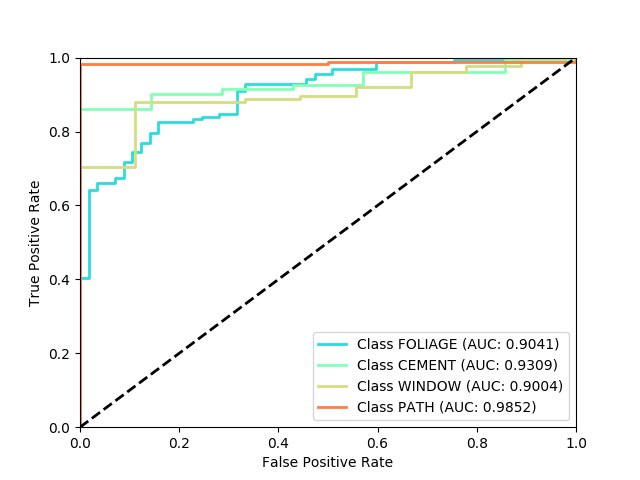 1.0
0.8
0.6
0.4
0.2
0.0
True Positive Rate
Class FOLIAGE (AUC: 0.9041)
Class CEMENT (AUC: 0.9309)
Class WINDOW (AUC: 0.9004)
Class PATH (AUC: 0.9852)
0.0 0.2 0.4 0.6 0.8 1.0
False Positive Rate